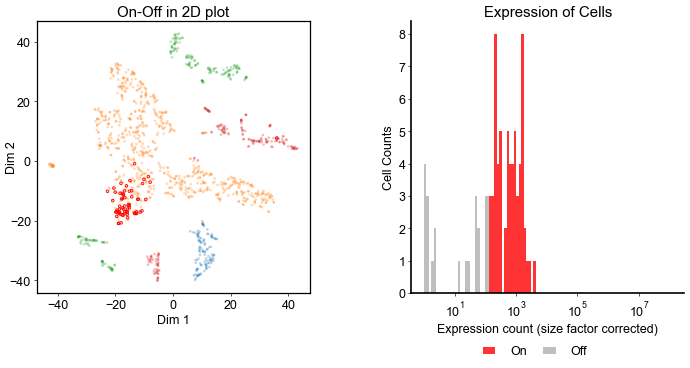 On-Off in 2D plot
40
20
0
−20
−40
Dim 2
−40 −20 0 20 40
Dim 1
Expression of Cells
8
7
6
5
4
3
2
1
0
Cell Counts
10^1 10^3 10^5 10^7
Expression count (size factor corrected)
On Off